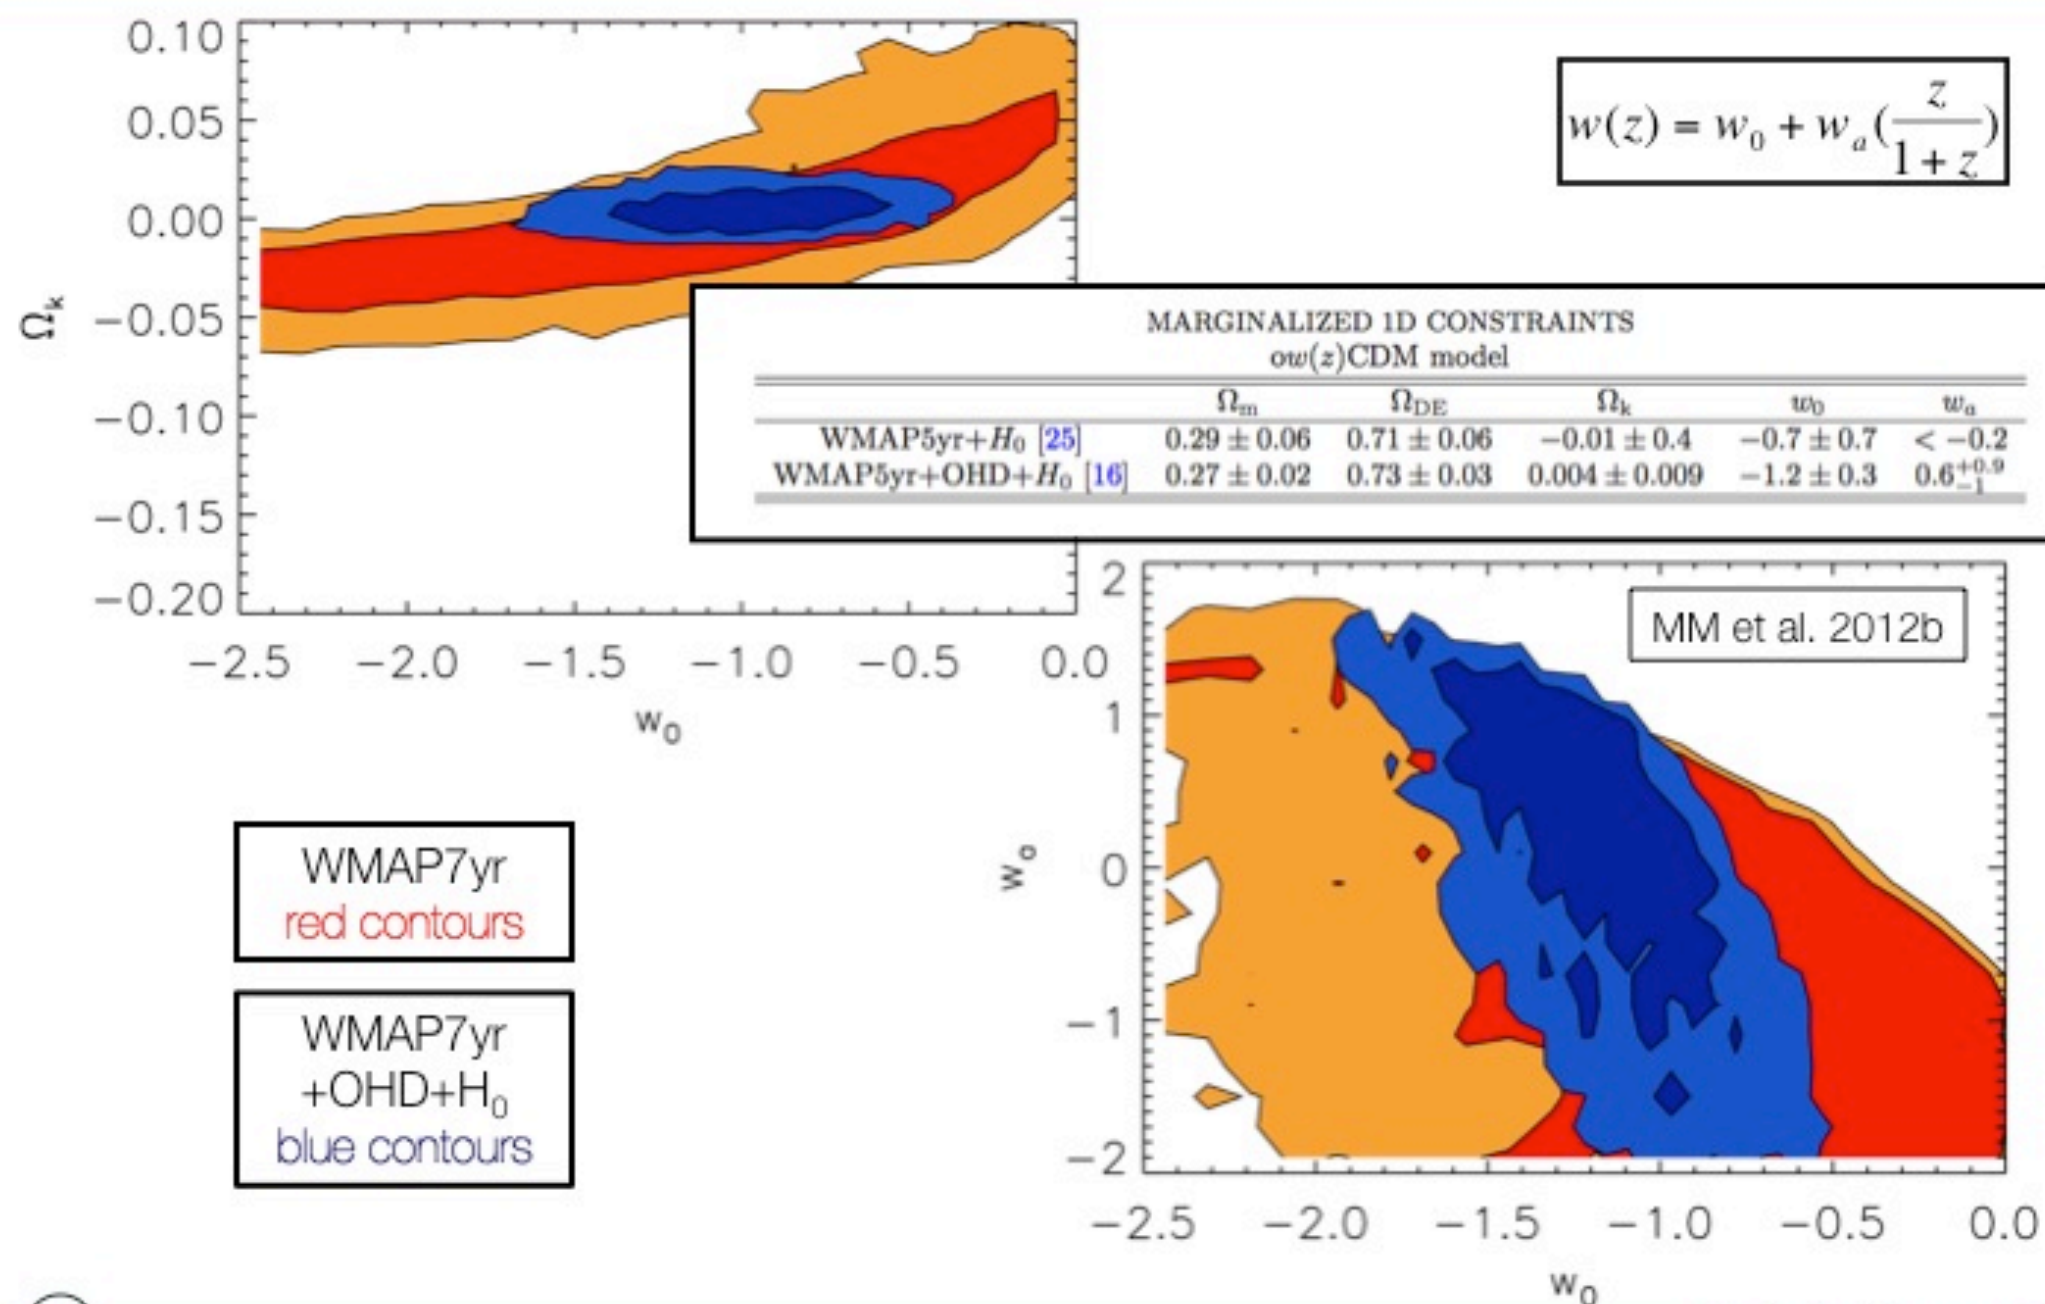 0.10
0.05
0.00
−0.05
−0.10
−0.15
−0.20
Ωk
−2.5 −2.0 −1.5 −1.0 −0.5 0.0
w0
w(z) = w0 + wa(z/1 + z)
MARGINALIZED 1D CONSTRAINTS
ow(z)CDM model
Ωm ΩDE Ωk w0 wa
WMAP5yr+H0 [25] 0.29 ± 0.06 0.71 ± 0.06 −0.01 ± 0.4 −0.7 ± 0.7 < −0.2
WMAP5yr+OHD+H0 [16] 0.27 ± 0.02 0.73 ± 0.03 0.004 ± 0.009 −1.2 ± 0.3 0.6+0.9−1
MM et al. 2012b
2
1
0
−1
−2
wa
−2.5 −2.0 −1.5 −1.0 −0.5 0.0
w0
WMAP7yr
red contours
WMAP7yr
+OHD+H0
blue contours